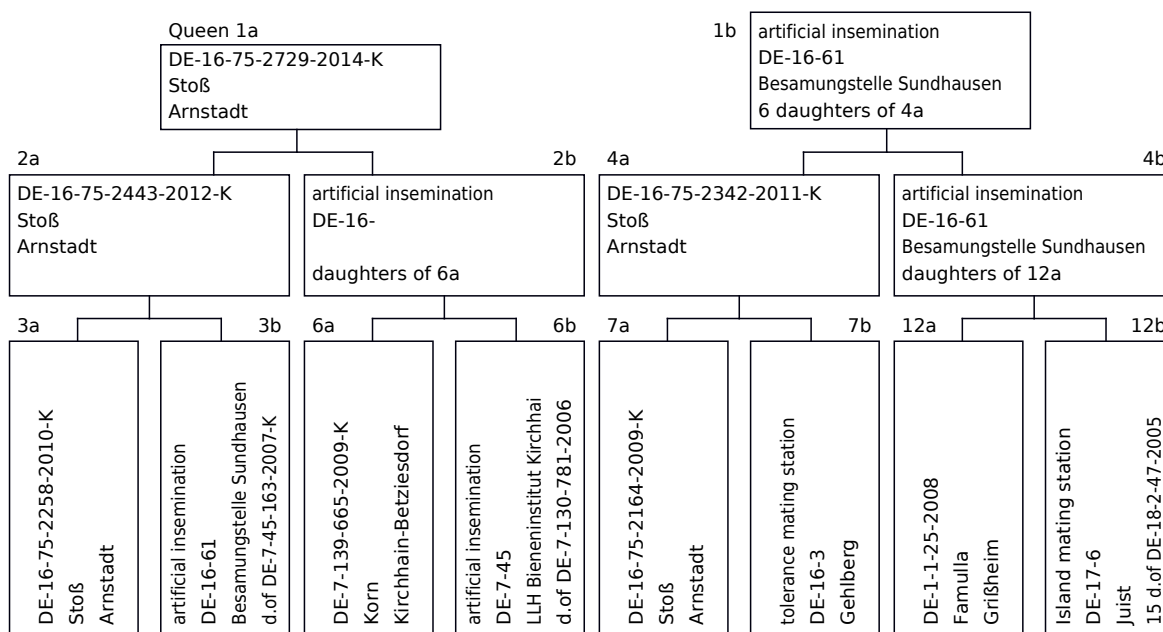 Queen 1a
DE-16-75-2729-2014-K
Stoß
Arnstadt
1b
artificial insemination
DE-16-61
Besamungstelle Sundhausen
6 daughters of 4a
2a
DE-16-75-2443-2012-K
Stoß
Arnstadt
2b
artificial insemination
DE-16-
daughters of 6a
4a
DE-16-75-2342-2011-K
Stoß
Arnstadt
4b
artificial insemination
DE-16-61
Besamungstelle Sundhausen
daughters of 12a
3a
DE-16-75-2258-2010-K
Stoß
Arnstadt
3b
artificial insemination
DE-16-61
Besamungstelle Sundhausen
d.of DE-7-45-163-2007-K
6a
DE-7-139-665-2009-K
Korn
Kirchhain-Betziesdorf
6b
artificial insemination
DE-7-45
LLH Bieneninstitut Kirchhai
d.of DE-7-130-781-2006
7a
DE-16-75-2164-2009-K
Stoß
Arnstadt
7b
tolerance mating station
DE-16-3
Gehlberg
12a
DE-1-1-25-2008
Famulla
Grißheim
12b
Island mating station
DE-17-6
Juist
15 d.of DE-18-2-47-2005